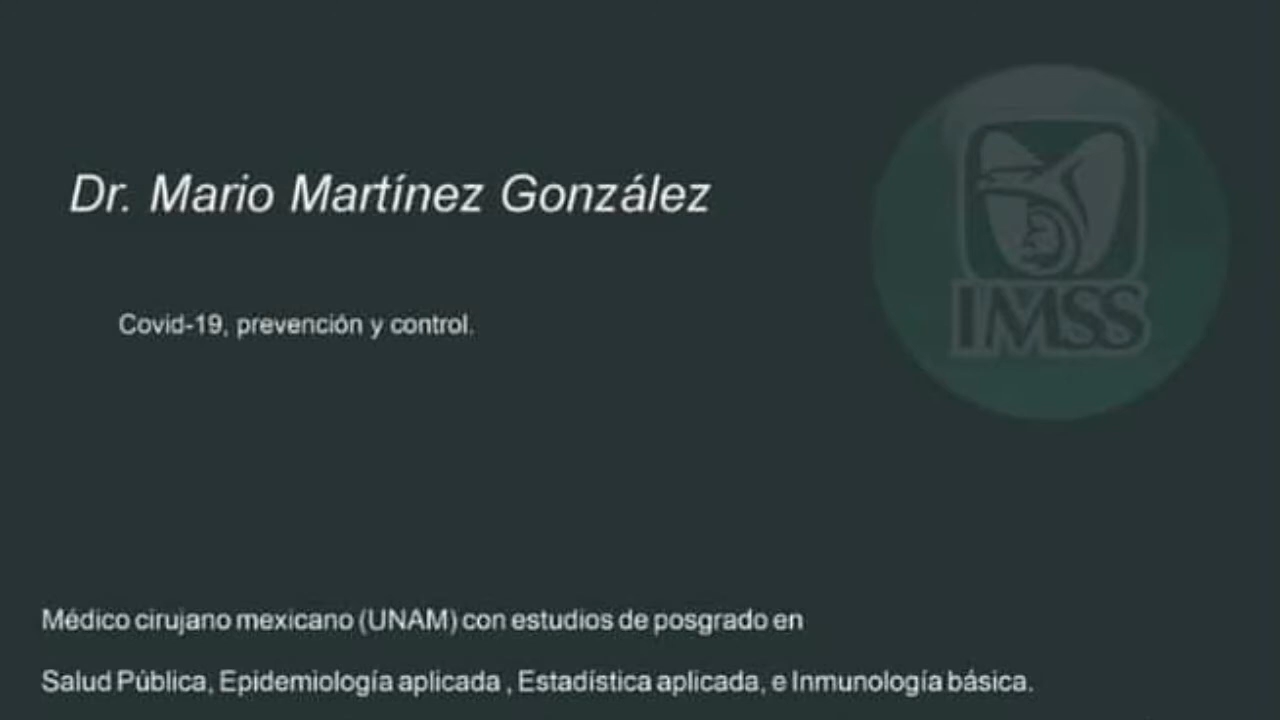 Dr. Mario Martínez González
IMSS
Covid-19, prevención y control.
Médico cirujano mexicano (UNAM) con estudios de posgrado en
Salud Pública, Epidemiología aplicada , Estadística aplicada, e Inmunología básica.